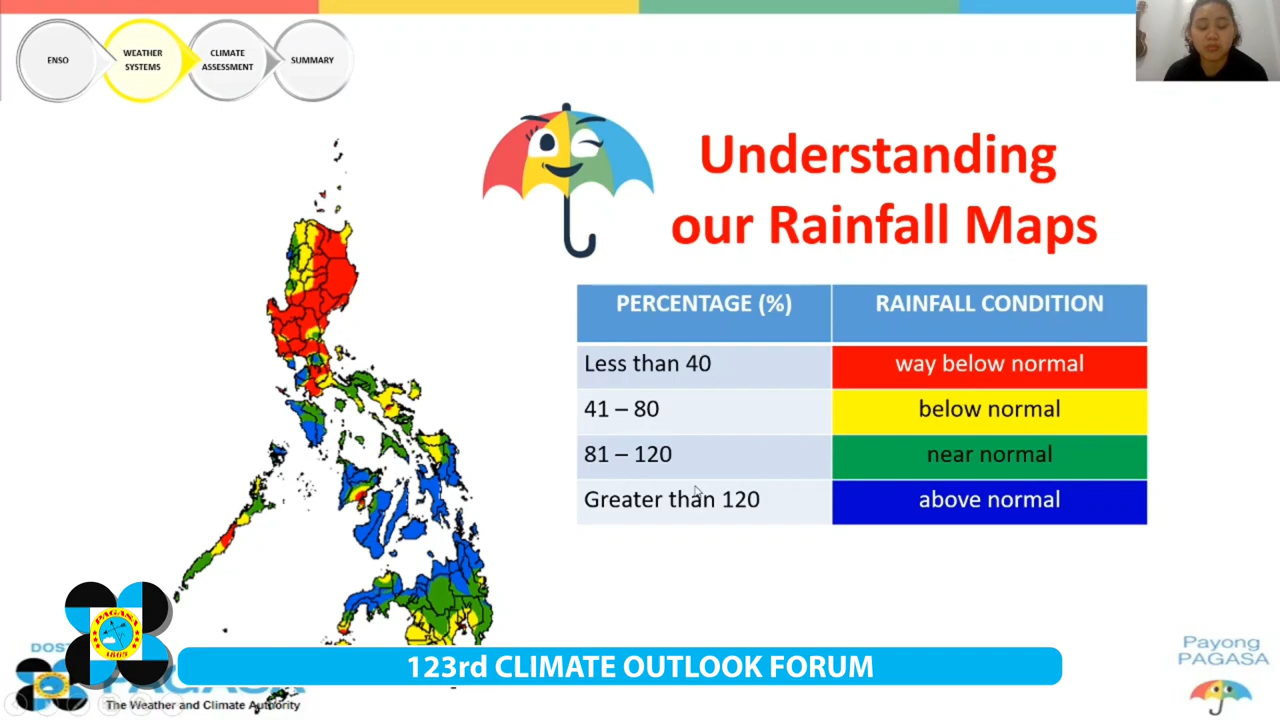 ENSO
WEATHER
SYSTEMS
CLIMATE
ASSESSMENT
SUMMARY
Understanding
our Rainfall Maps
PERCENTAGE (%) RAINFALL CONDITION
Less than 40 way below normal
41 – 80 below normal
81 – 120 near normal
Greater than 120 above normal
PAGASA
1865
DOST
123rd CLIMATE OUTLOOK FORUM
PAGASA
The Weather and Climate Authority
Payong
PAGASA